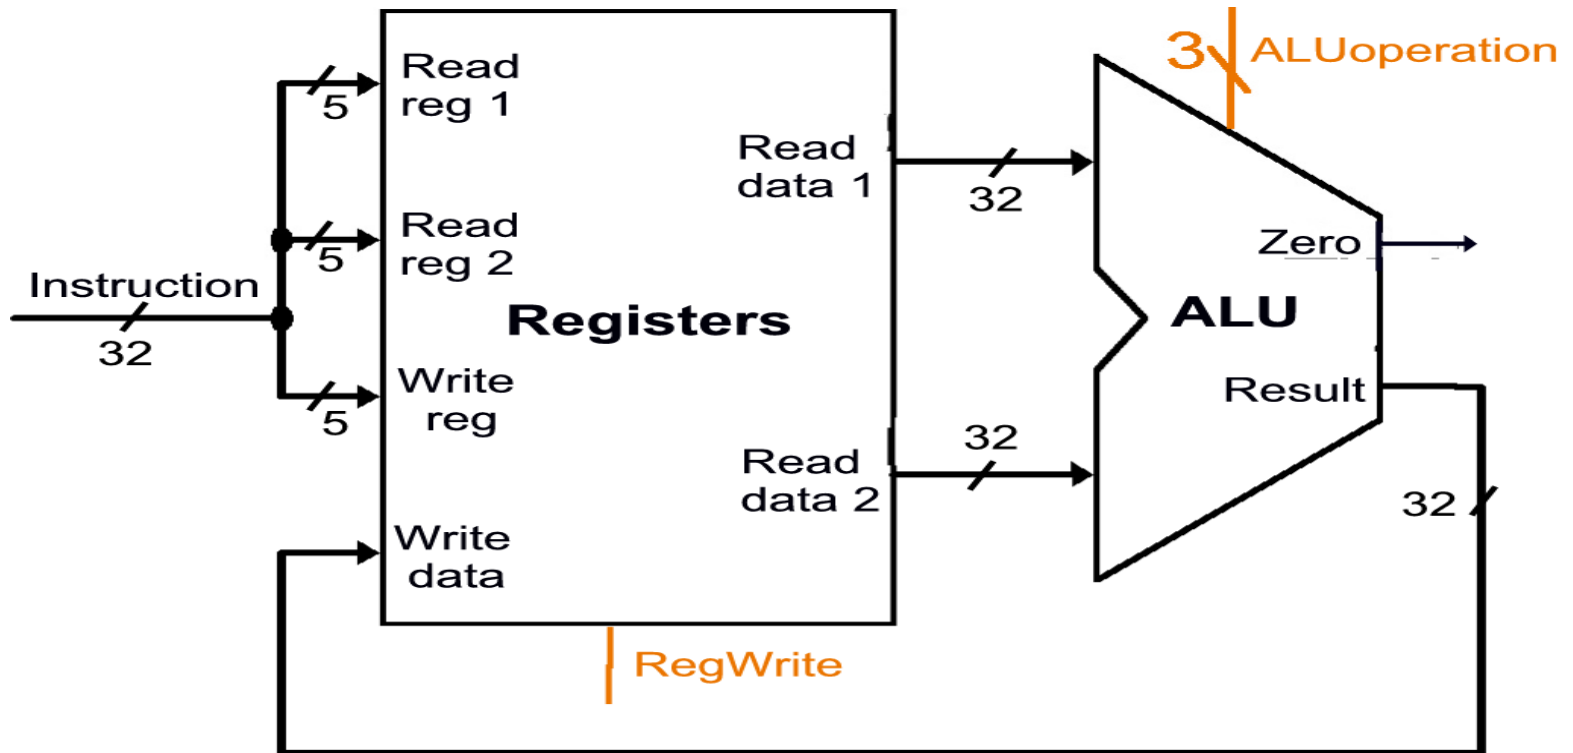 3
ALUoperation
Read
reg 1
5
Read
data 1
32
Read
reg 2
5
Zero
Instruction
32
Registers
ALU
Write
reg
5
Result
32
Read
data 2
32
Write
data
RegWrite